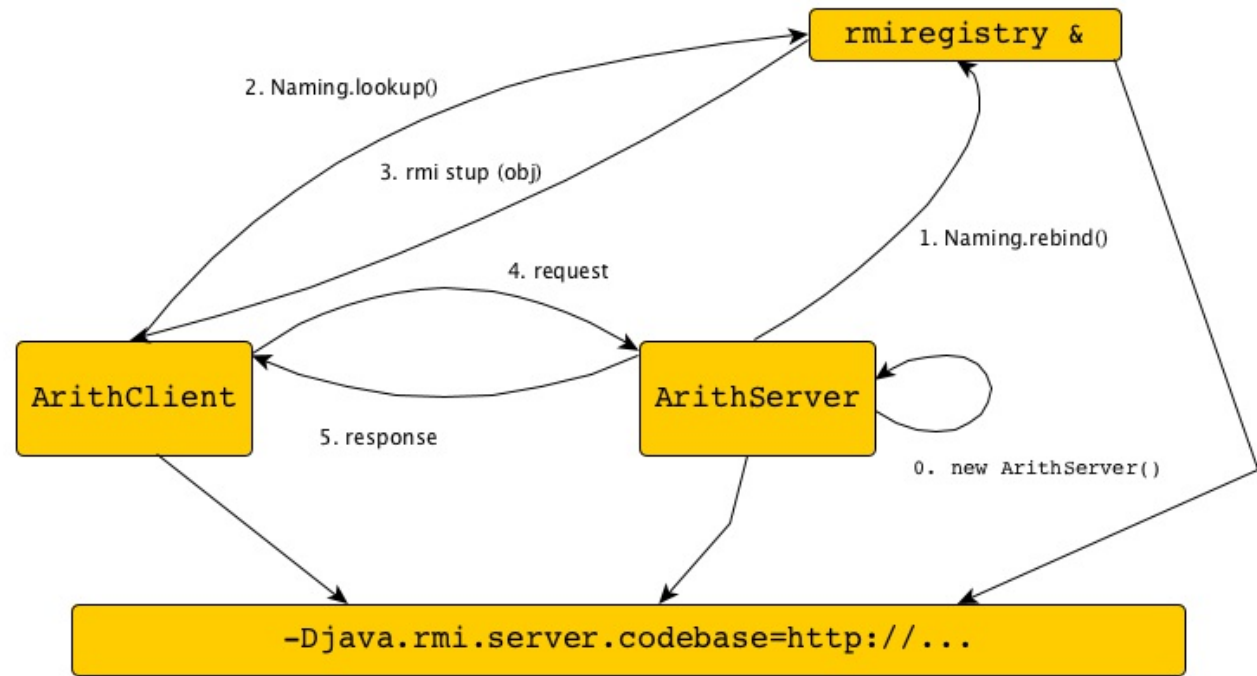 rmiregistry &
2. Naming.lookup()
3. rmi stup (obj)
1. Naming.rebind()
4. request
ArithClient
ArithServer
5. response
0. new ArithServer()
-Djava.rmi.server.codebase=http://...